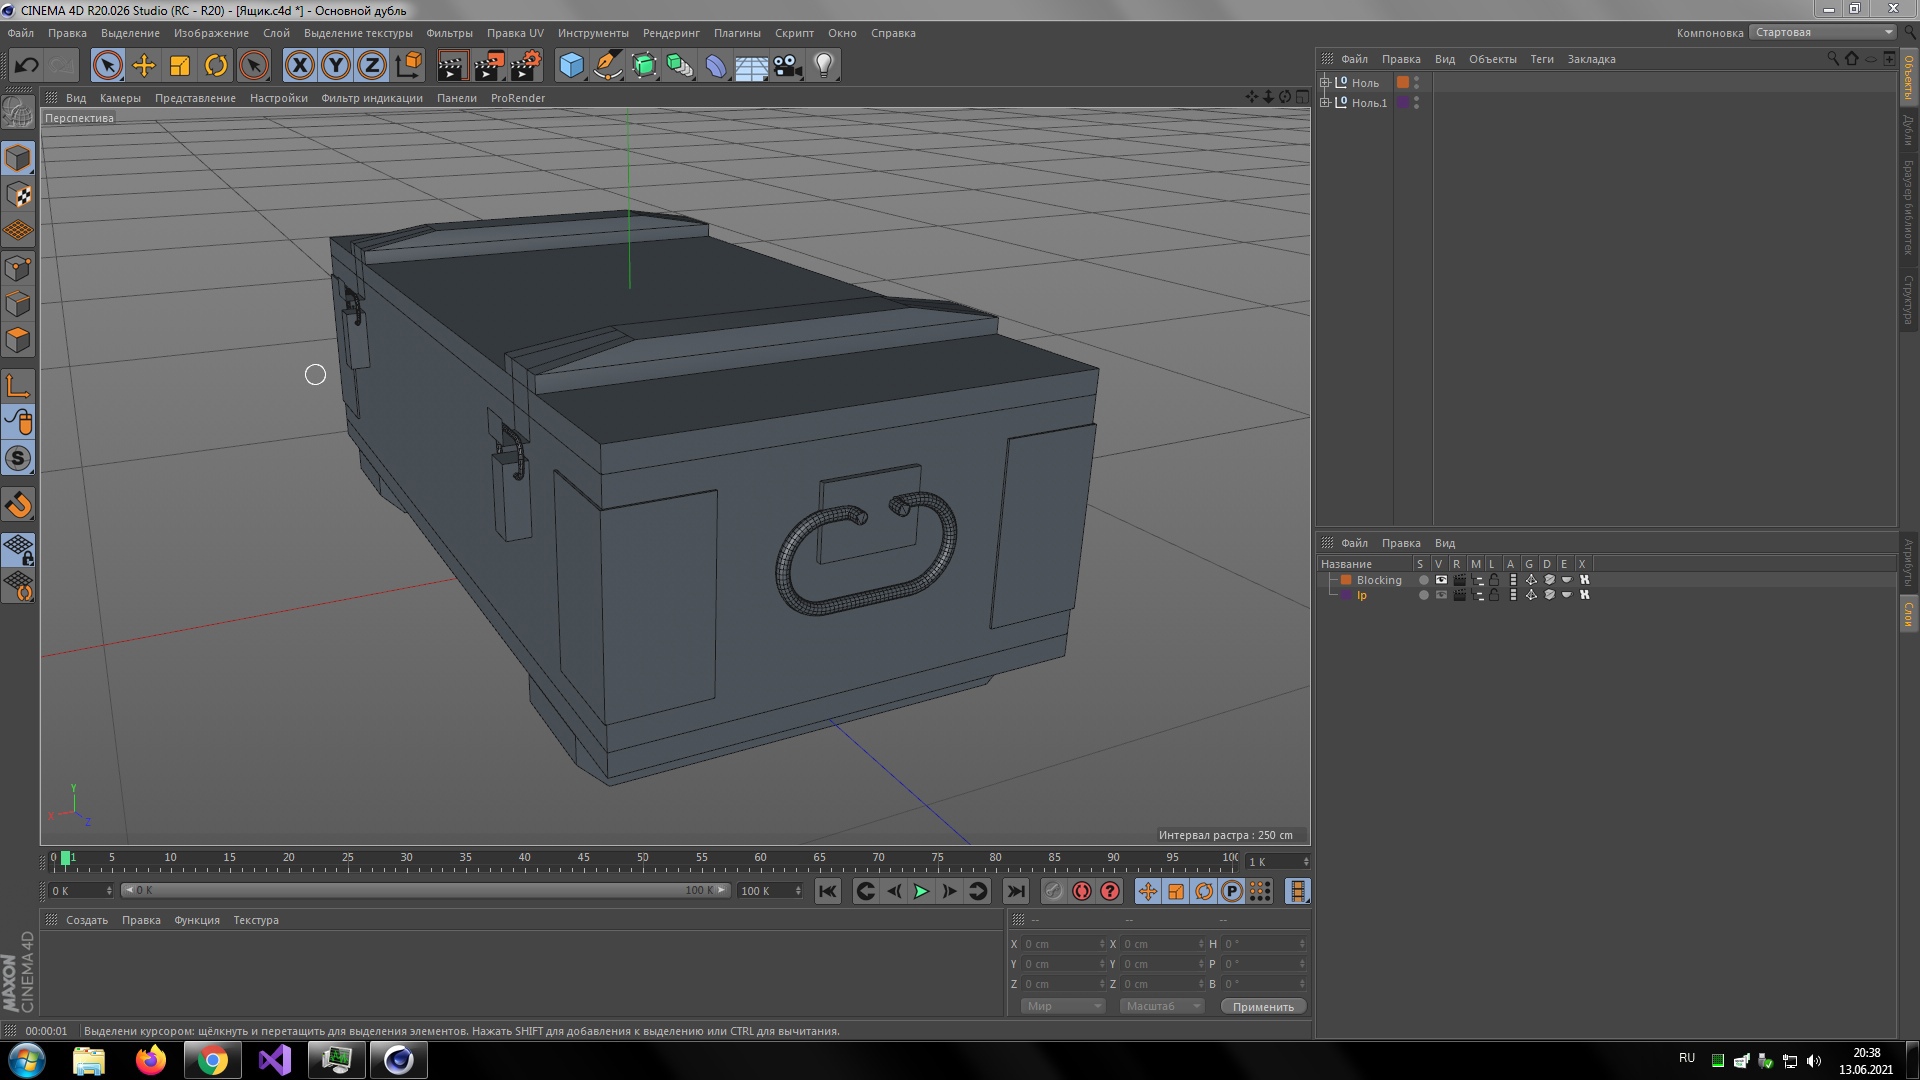 CINEMA 4D R20.026 Studio (RC - R20) - [Ящик.c4d *] - Основной дубль
Файл Правка Выделение Изображение Слой Выделение текстуры Фильтры Правка UV Инструменты Рендеринг Плагины Скрипт Окно Справка
Компоновка Стартовая
X Y Z
Файл Правка Вид Объекты Теги Закладка
Ноль
Ноль.1
Вид Камеры Представление Настройки Фильтр индикации Панели ProRender
Перспектива
Объекты
Дубли
Браузер библиотек
Структура
Файл Правка Вид
Название S V R M L A G D E X
Blocking
lp
Атрибуты
Слои
Y
X
Z
Интервал растра : 250 cm
0 1 5 10 15 20 25 30 35 40 45 50 55 60 65 70 75 80 85 90 95 100
1 K
0 K 0 K 100 K 100 K
Создать Правка Функция Текстура
-- -- --
X 0 cm X 0 cm H 0 °
Y 0 cm Y 0 cm P 0 °
Z 0 cm Z 0 cm B 0 °
Мир Масштаб Применить
MAXON
CINEMA 4D
00:00:01 Выделени курсором: щёлкнуть и перетащить для выделения элементов. Нажать SHIFT для добавления к выделению или CTRL для вычитания.
RU
20:38
13.06.2021